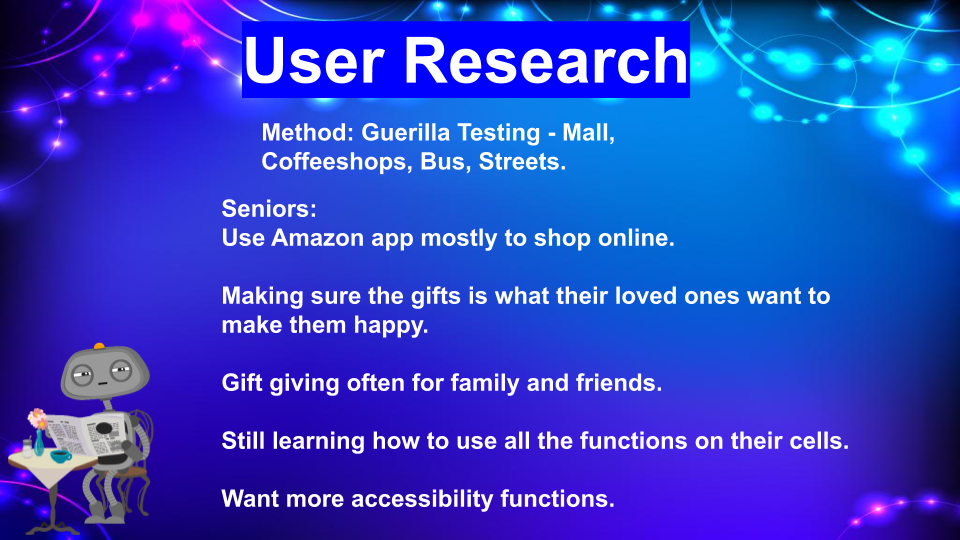 User Research
Method: Guerilla Testing - Mall,
Coffeeshops, Bus, Streets.
Seniors:
Use Amazon app mostly to shop online.
Making sure the gifts is what their loved ones want to
make them happy.
Gift giving often for family and friends.
Still learning how to use all the functions on their cells.
Want more accessibility functions.